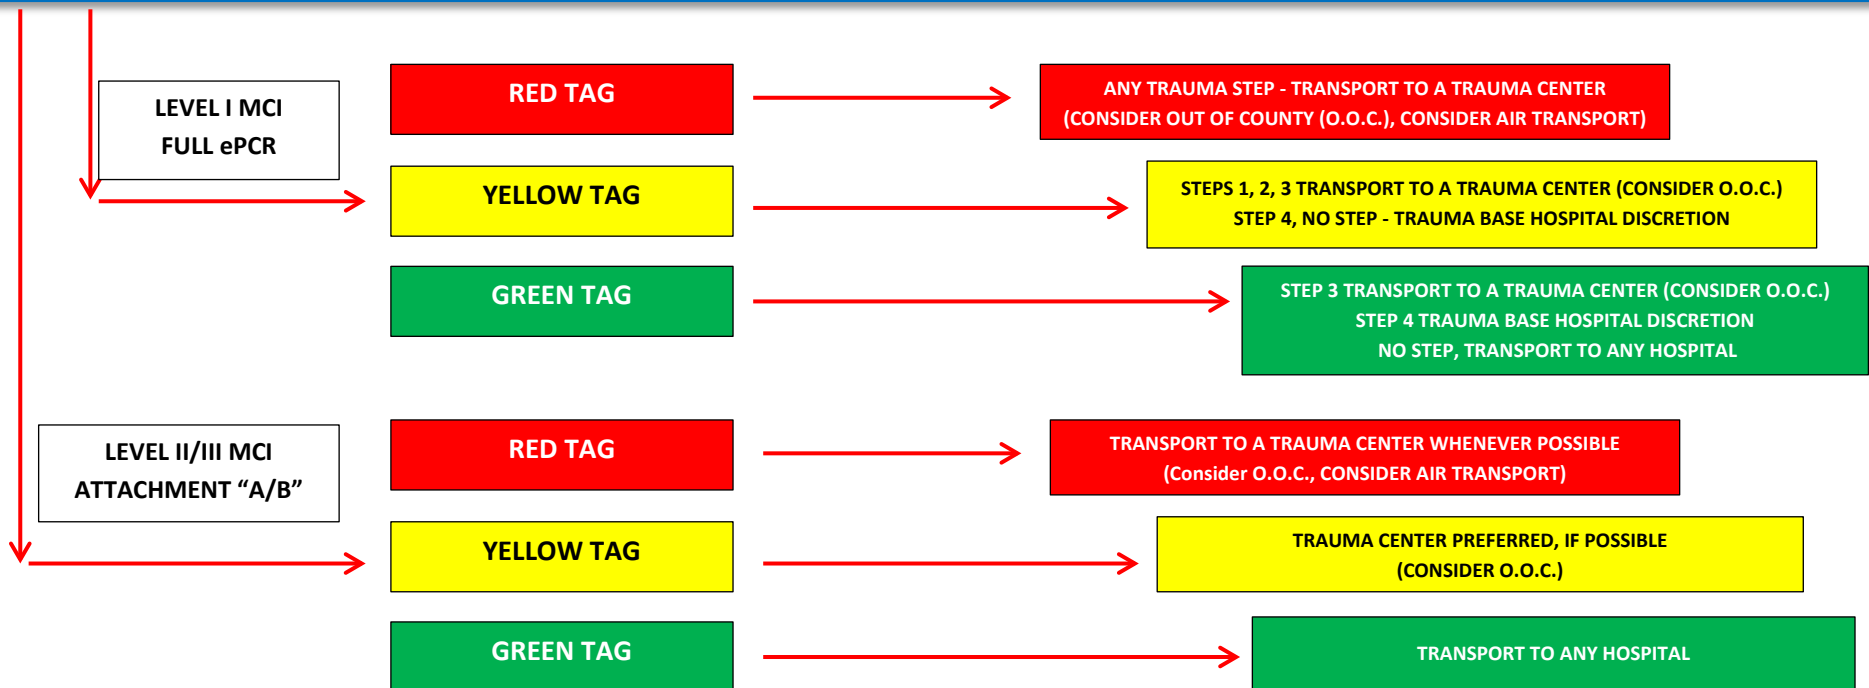 LEVEL I MCI
FULL ePCR
RED TAG
ANY TRAUMA STEP - TRANSPORT TO A TRAUMA CENTER
(CONSIDER OUT OF COUNTY (O.O.C.), CONSIDER AIR TRANSPORT)
YELLOW TAG
STEPS 1, 2, 3 TRANSPORT TO A TRAUMA CENTER (CONSIDER O.O.C.)
STEP 4, NO STEP - TRAUMA BASE HOSPITAL DISCRETION
GREEN TAG
STEP 3 TRANSPORT TO A TRAUMA CENTER (CONSIDER O.O.C.)
STEP 4 TRAUMA BASE HOSPITAL DISCRETION
NO STEP, TRANSPORT TO ANY HOSPITAL
LEVEL II/III MCI
ATTACHMENT “A/B”
RED TAG
TRANSPORT TO A TRAUMA CENTER WHENEVER POSSIBLE
(Consider O.O.C., CONSIDER AIR TRANSPORT)
YELLOW TAG
TRAUMA CENTER PREFERRED, IF POSSIBLE
(CONSIDER O.O.C.)
GREEN TAG
TRANSPORT TO ANY HOSPITAL